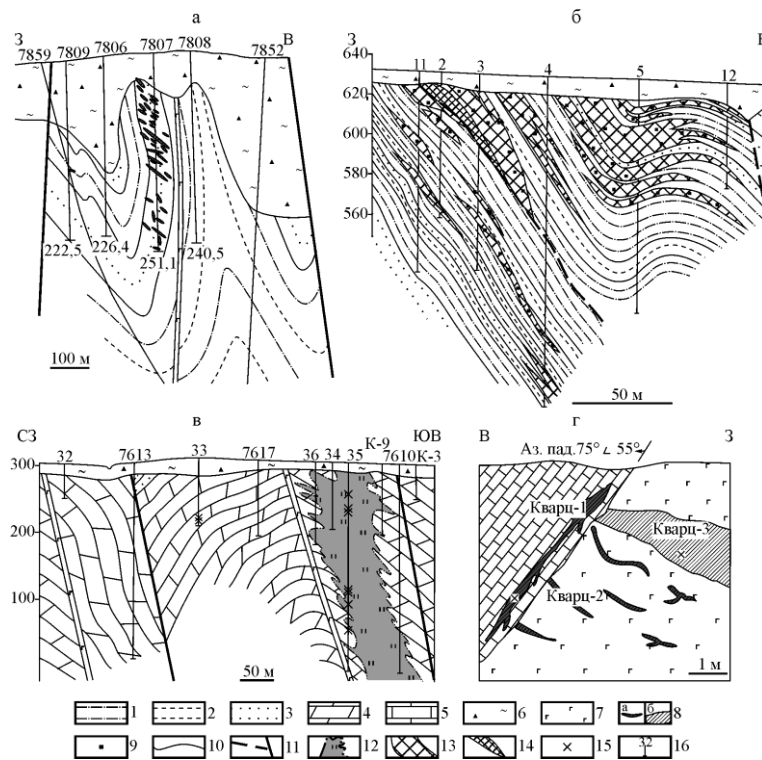 а
З
В
7859 7809 7806 7807 7808 7852
222,5 226,4 251,1 240,5
100 м
б
З
640
620
600
580
560
11 2 3 4 5 12
50 м
в
СЗ
ЮВ
32 7613 33 7617 36 34 35 К-9 7610 К-3
300
200
100
50 м
г
В
З
Аз. пад.75° ∠ 55°
Кварц-1
Кварц-3
Кварц-2
1 м
1 2 3 4 5 6 7 а б 8
9 10 11 12 13 14 15 32 16